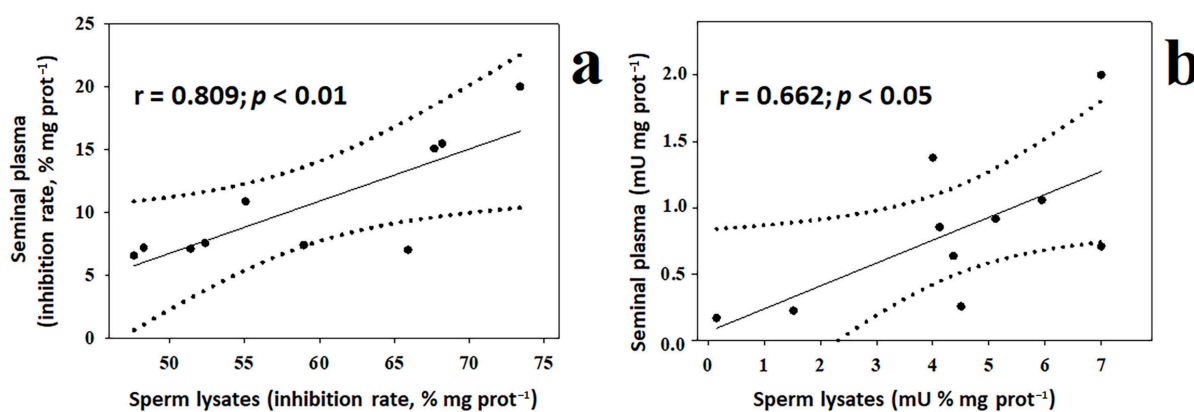 Seminal plasma
(inhibition rate, % mg prot⁻¹)
25
20
15
10
5
0
r = 0.809; p < 0.01
a
50 55 60 65 70 75
Sperm lysates (inhibition rate, % mg prot⁻¹)
Seminal plasma (mU mg prot⁻¹)
2.0
1.5
1.0
0.5
0.0
r = 0.662; p < 0.05
b
0 1 2 3 4 5 6 7
Sperm lysates (mU % mg prot⁻¹)